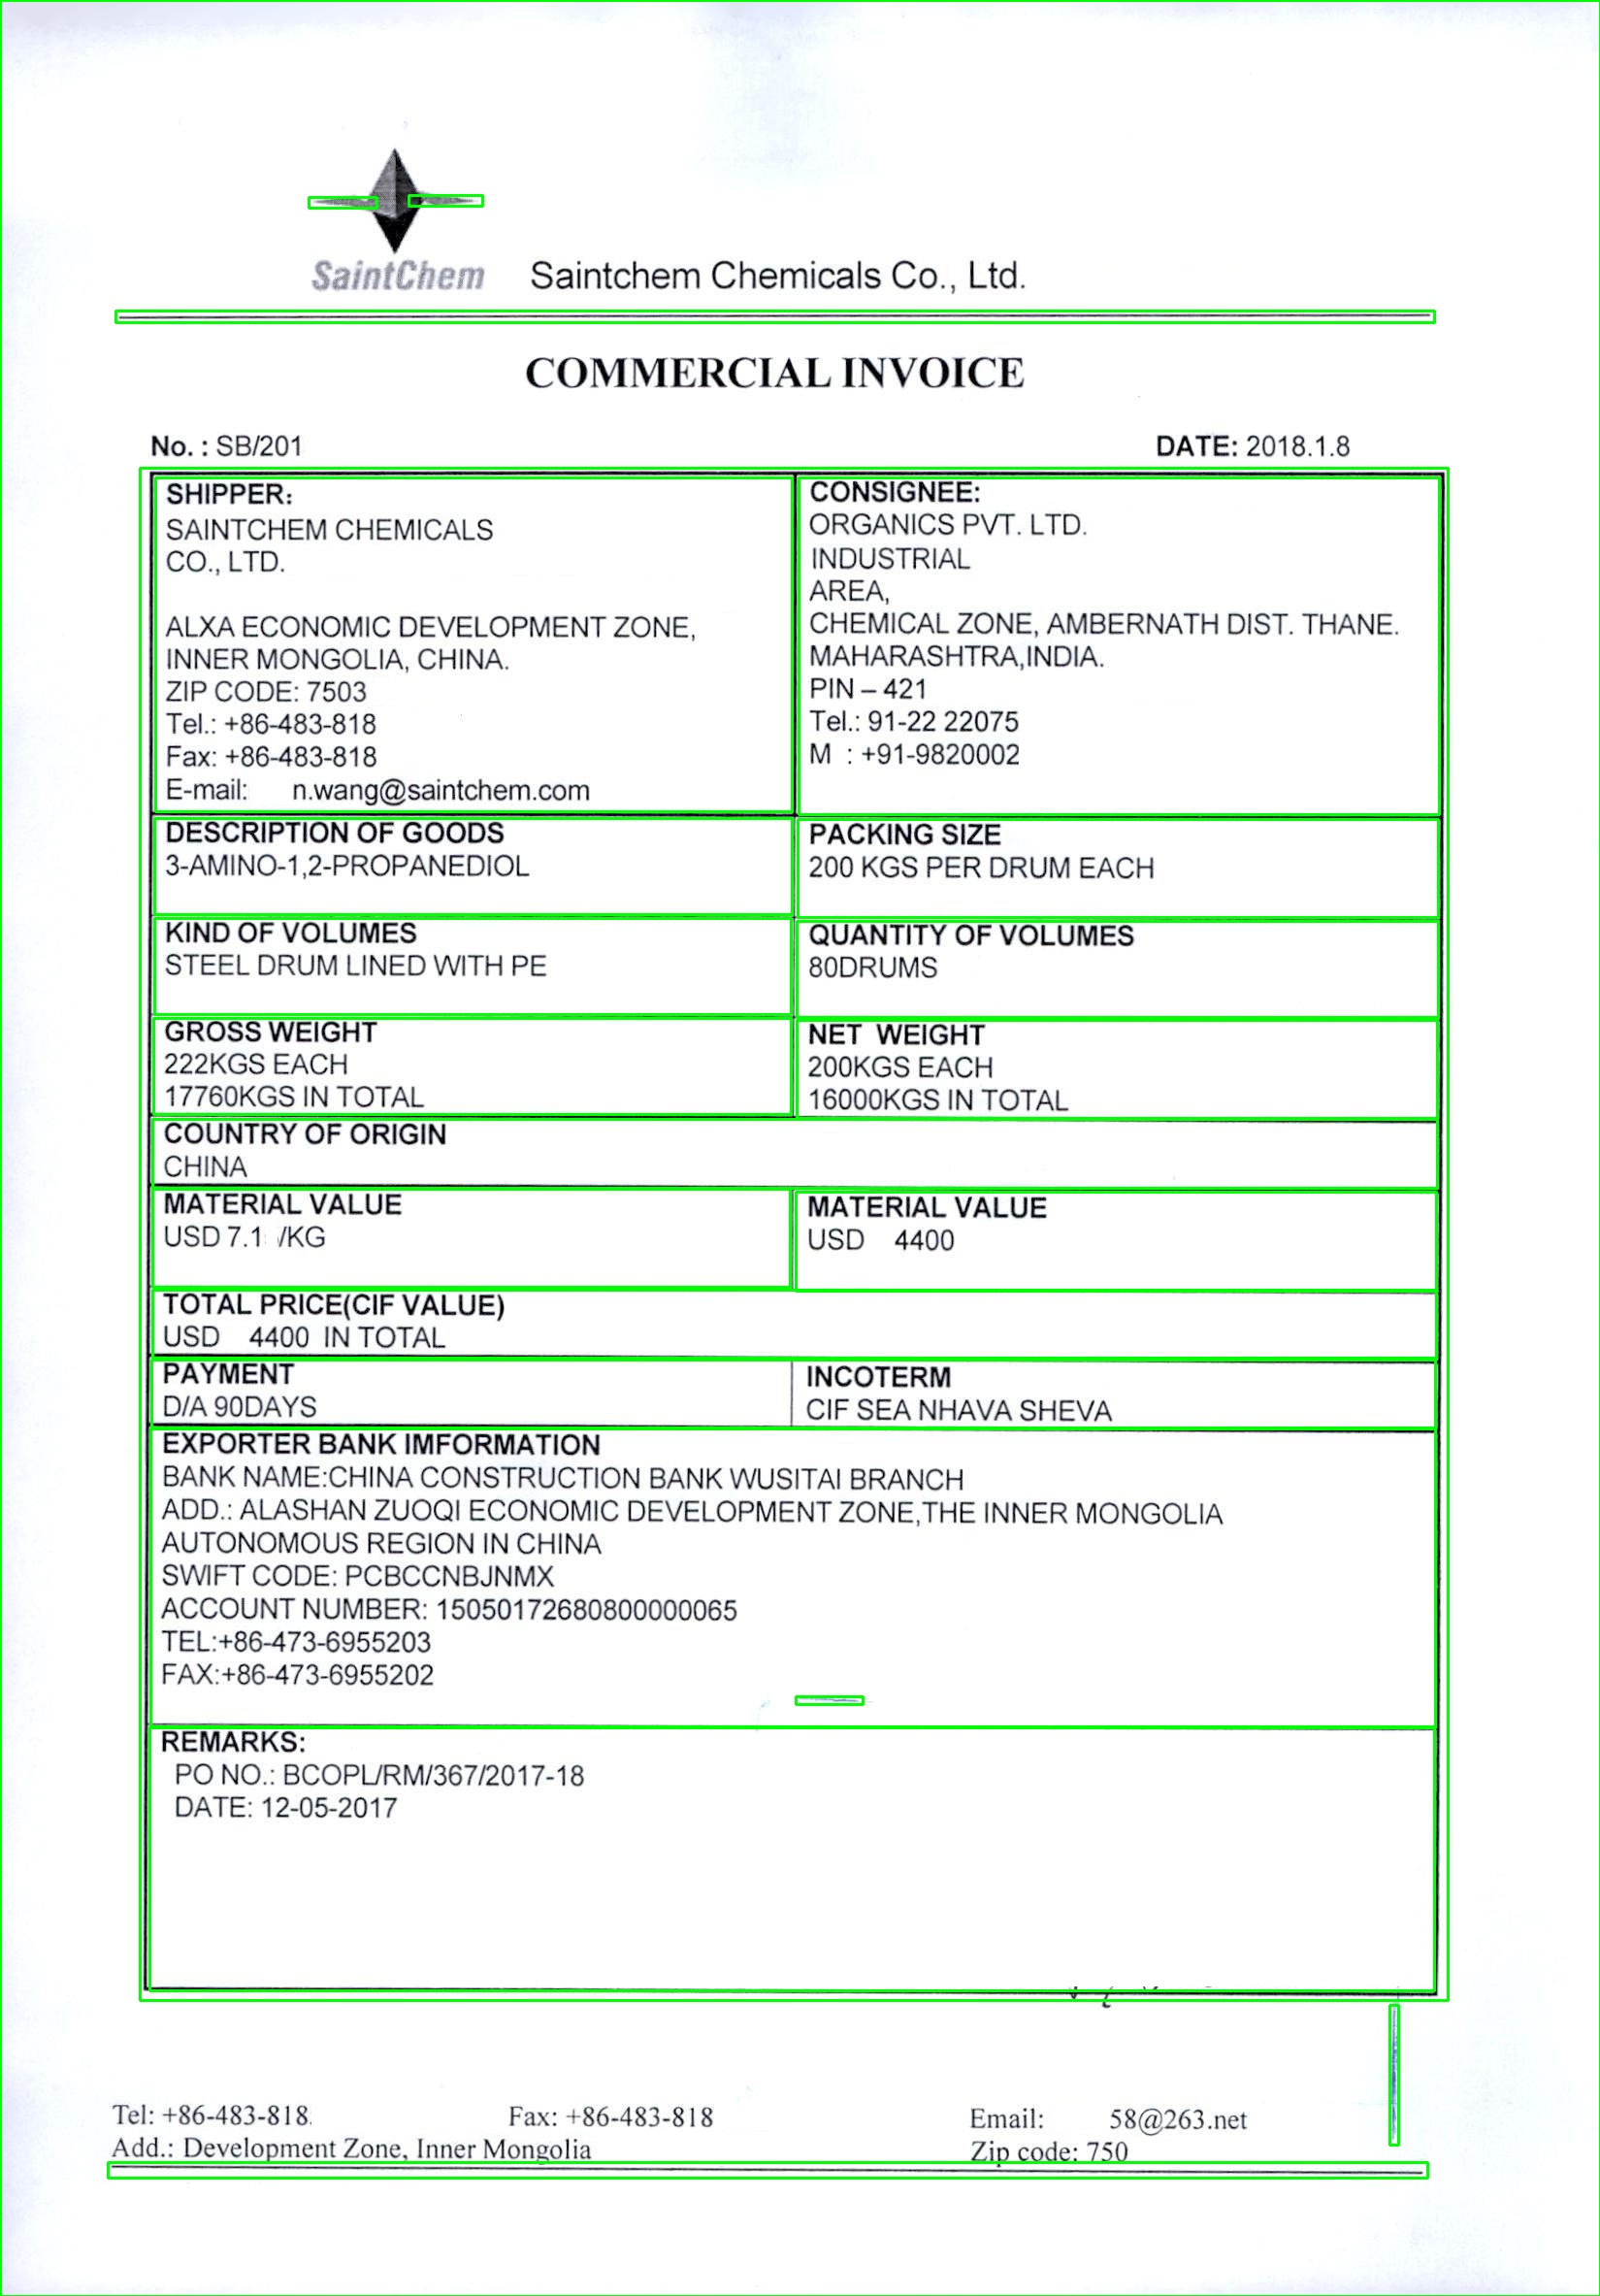 SaintChem Saintchem Chemicals Co., Ltd.
COMMERCIAL INVOICE
No. : SB/201 DATE: 2018.1.8
SHIPPER:
SAINTCHEM CHEMICALS
CO., LTD.
ALXA ECONOMIC DEVELOPMENT ZONE,
INNER MONGOLIA, CHINA.
ZIP CODE: 7503
Tel.: +86-483-818
Fax: +86-483-818
E-mail: n.wang@saintchem.com
CONSIGNEE:
ORGANICS PVT. LTD.
INDUSTRIAL
AREA,
CHEMICAL ZONE, AMBERNATH DIST. THANE.
MAHARASHTRA,INDIA.
PIN – 421
Tel.: 91-22 22075
M : +91-9820002
DESCRIPTION OF GOODS
3-AMINO-1,2-PROPANEDIOL
PACKING SIZE
200 KGS PER DRUM EACH
KIND OF VOLUMES
STEEL DRUM LINED WITH PE
QUANTITY OF VOLUMES
80DRUMS
GROSS WEIGHT
222KGS EACH
17760KGS IN TOTAL
NET WEIGHT
200KGS EACH
16000KGS IN TOTAL
COUNTRY OF ORIGIN
CHINA
MATERIAL VALUE
USD 7.1 /KG
MATERIAL VALUE
USD 4400
TOTAL PRICE(CIF VALUE)
USD 4400 IN TOTAL
PAYMENT
D/A 90DAYS
INCOTERM
CIF SEA NHAVA SHEVA
EXPORTER BANK IMFORMATION
BANK NAME:CHINA CONSTRUCTION BANK WUSITAI BRANCH
ADD.: ALASHAN ZUOQI ECONOMIC DEVELOPMENT ZONE,THE INNER MONGOLIA
AUTONOMOUS REGION IN CHINA
SWIFT CODE: PCBCCNBJNMX
ACCOUNT NUMBER: 15050172680800000065
TEL:+86-473-6955203
FAX:+86-473-6955202
REMARKS:
PO NO.: BCOPL/RM/367/2017-18
DATE: 12-05-2017
Tel: +86-483-818 Fax: +86-483-818 Email: 58@263.net
Add.: Development Zone, Inner Mongolia Zip code: 750